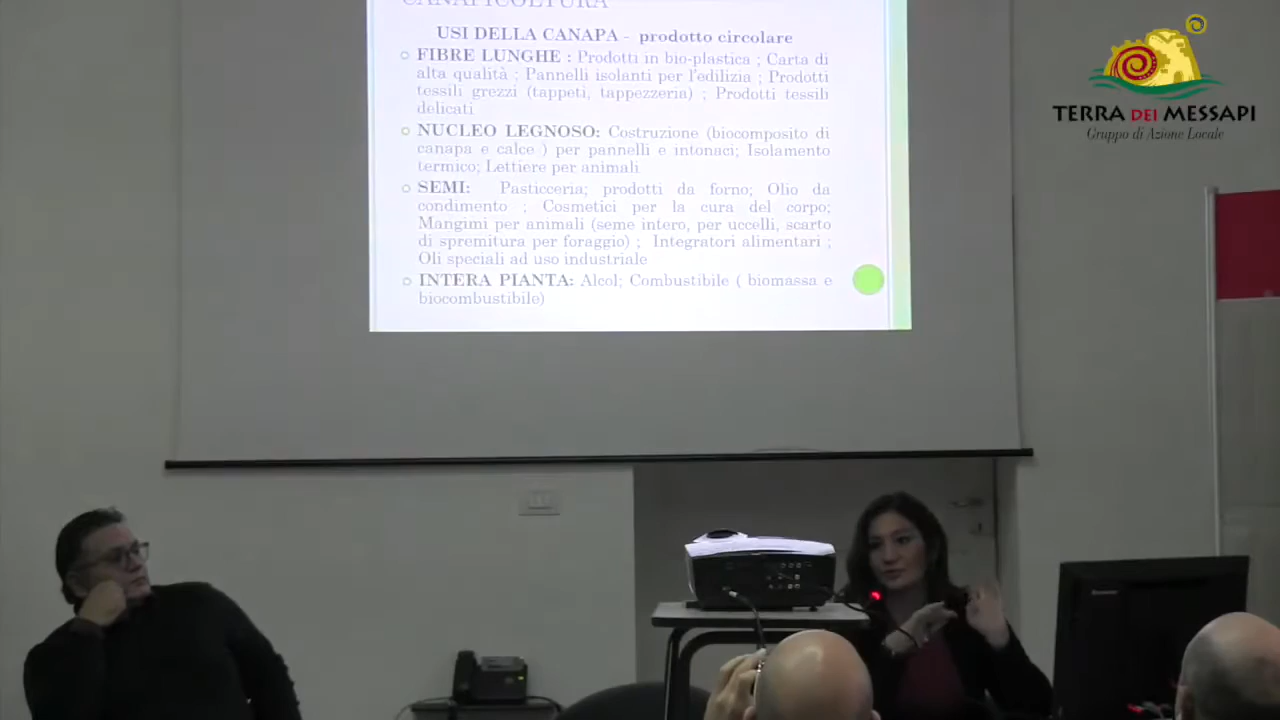 CANAPICOLTURA
USI DELLA CANAPA - prodotto circolare
FIBRE LUNGHE : Prodotti in bio-plastica ; Carta di
alta qualità ; Pannelli isolanti per l'edilizia ; Prodotti
tessili grezzi (tappeti, tappezzeria) ; Prodotti tessili
delicati
NUCLEO LEGNOSO: Costruzione (biocomposito di
canapa e calce ) per pannelli e intonaci; Isolamento
termico; Lettiere per animali
SEMI: Pasticceria; prodotti da forno; Olio da
condimento ; Cosmetici per la cura del corpo;
Mangimi per animali (seme intero, per uccelli, scarto
di spremitura per foraggio) ; Integratori alimentari ;
Oli speciali ad uso industriale
INTERA PIANTA: Alcol; Combustibile ( biomassa e
biocombustibile)
TERRA DEI MESSAPI
Gruppo di Azione Locale